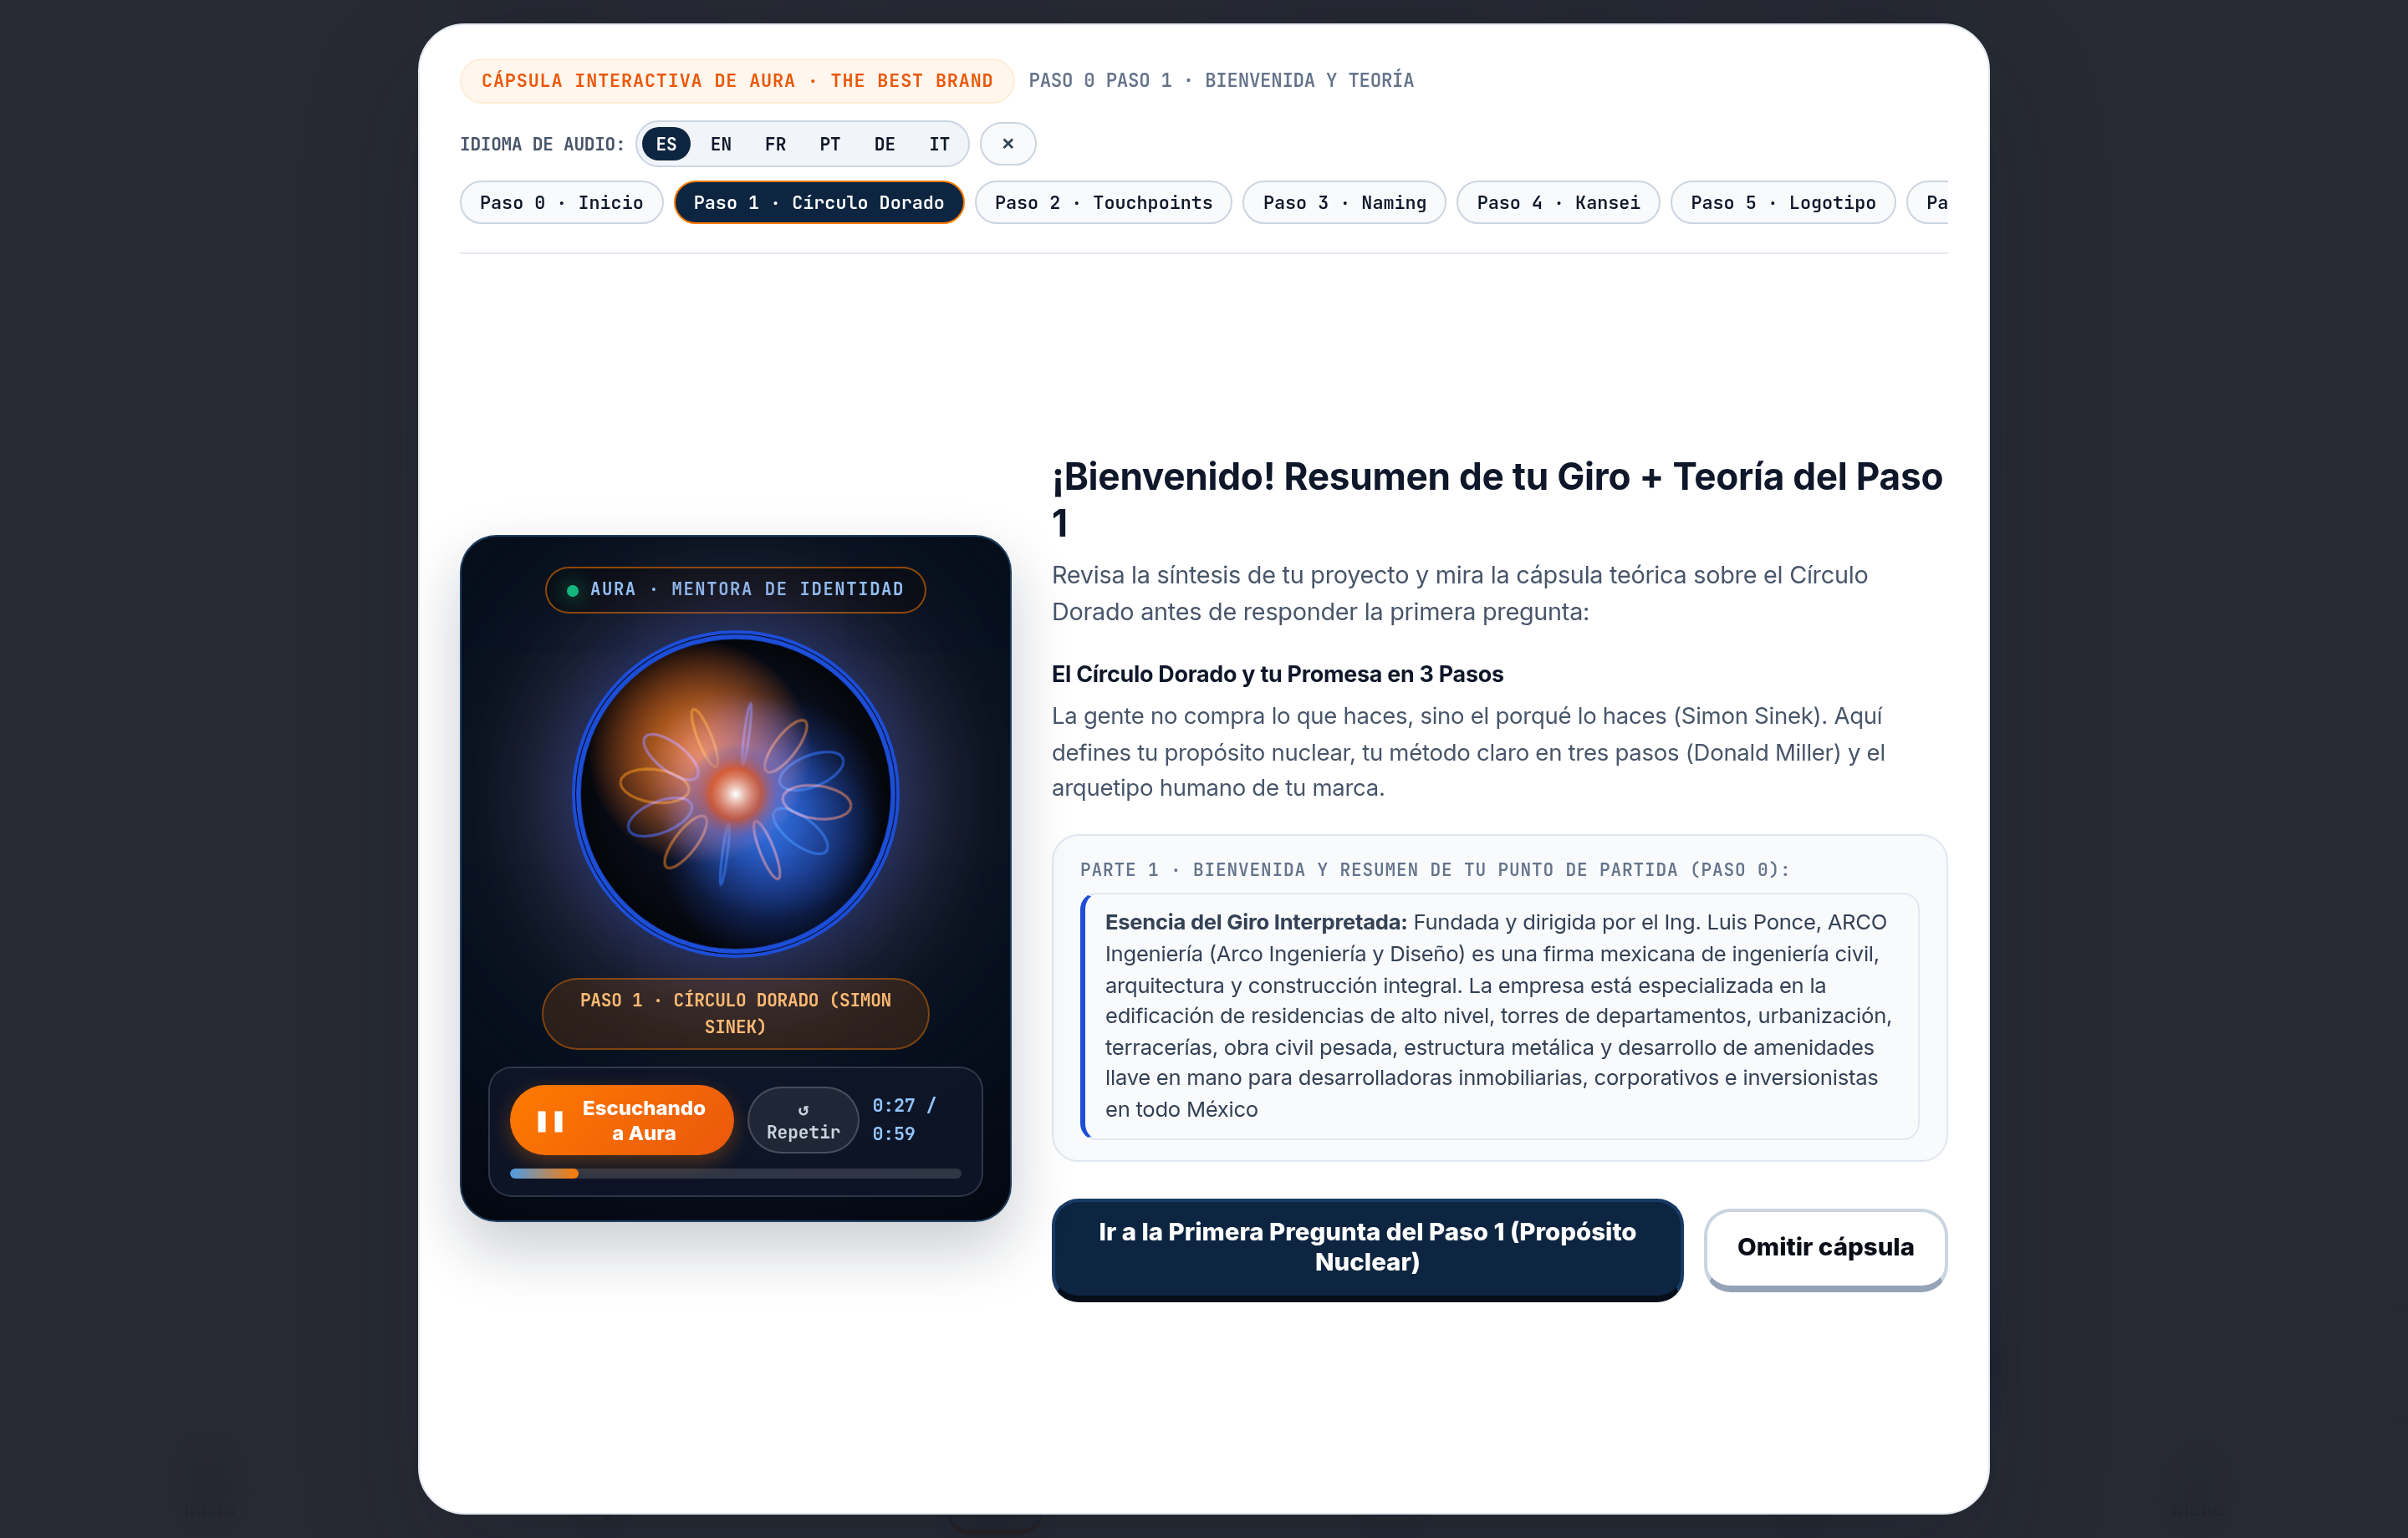 CÁPSULA INTERACTIVA DE AURA · THE BEST BRAND
PASO 0 PASO 1 · BIENVENIDA Y TEORÍA
IDIOMA DE AUDIO:
ES EN FR PT DE IT ×
Paso 0 · Inicio
Paso 1 · Círculo Dorado
Paso 2 · Touchpoints
Paso 3 · Naming
Paso 4 · Kansei
Paso 5 · Logotipo
Pa
AURA · MENTORA DE IDENTIDAD
PASO 1 · CÍRCULO DORADO (SIMON
SINEK)
Escuchando
a Aura
↺
Repetir
0:27 /
0:59
¡Bienvenido! Resumen de tu Giro + Teoría del Paso
1
Revisa la síntesis de tu proyecto y mira la cápsula teórica sobre el Círculo
Dorado antes de responder la primera pregunta:
El Círculo Dorado y tu Promesa en 3 Pasos
La gente no compra lo que haces, sino el porqué lo haces (Simon Sinek). Aquí
defines tu propósito nuclear, tu método claro en tres pasos (Donald Miller) y el
arquetipo humano de tu marca.
PARTE 1 · BIENVENIDA Y RESUMEN DE TU PUNTO DE PARTIDA (PASO 0):
Esencia del Giro Interpretada: Fundada y dirigida por el Ing. Luis Ponce, ARCO
Ingeniería (Arco Ingeniería y Diseño) es una firma mexicana de ingeniería civil,
arquitectura y construcción integral. La empresa está especializada en la
edificación de residencias de alto nivel, torres de departamentos, urbanización,
terracerías, obra civil pesada, estructura metálica y desarrollo de amenidades
llave en mano para desarrolladoras inmobiliarias, corporativos e inversionistas
en todo México
Ir a la Primera Pregunta del Paso 1 (Propósito
Nuclear)
Omitir cápsula